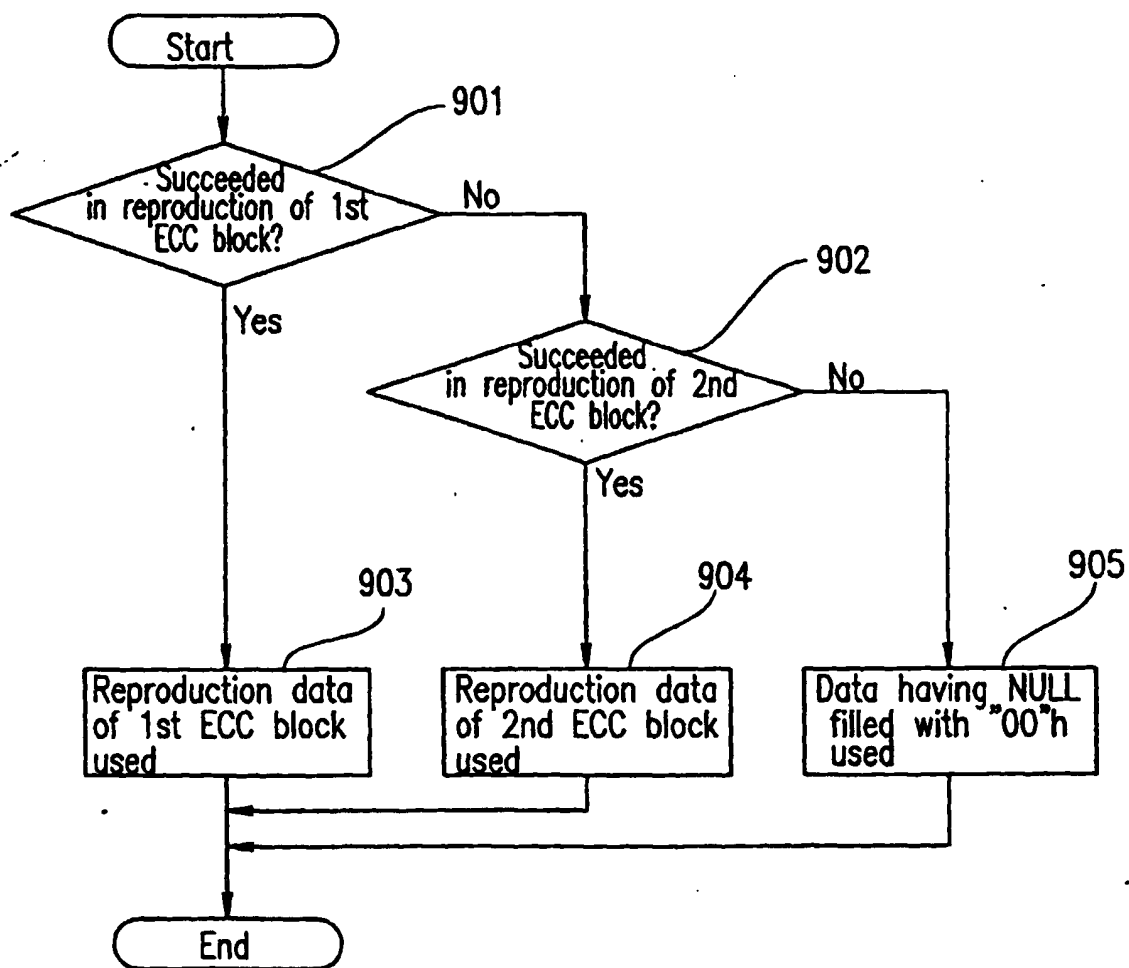 Start
901
Succeeded
in reproduction of 1st
ECC block?
No
902
Yes
Succeeded
in reproduction of 2nd
ECC block?
No
Yes
903
904
905
Reproduction data
of 1st ECC block
used
Reproduction data
of 2nd ECC block
used
Data having NULL
filled with "00"h
used
End